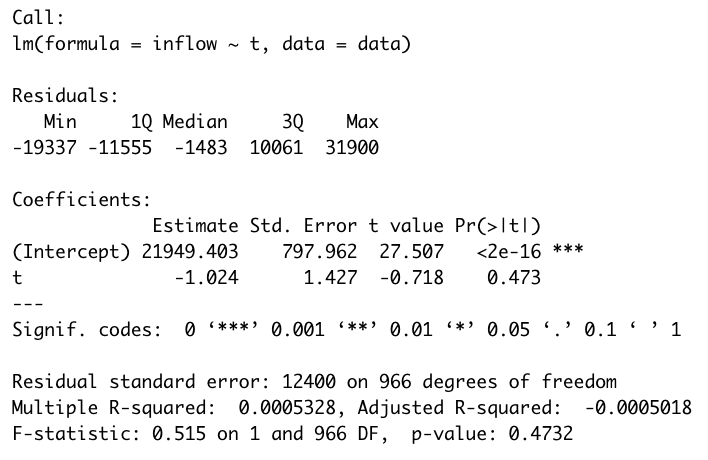 Call:
lm(formula = inflow ~ t, data = data)
Residuals:
Min 1Q Median 3Q Max
-19337 -11555 -1483 10061 31900
Coefficients:
Estimate Std. Error t value Pr(>|t|)
(Intercept) 21949.403 797.962 27.507 <2e-16 ***
t -1.024 1.427 -0.718 0.473
---
Signif. codes: 0 ‘***’ 0.001 ‘**’ 0.01 ‘*’ 0.05 ‘.’ 0.1 ‘ ’ 1
Residual standard error: 12400 on 966 degrees of freedom
Multiple R-squared: 0.0005328, Adjusted R-squared: -0.0005018
F-statistic: 0.515 on 1 and 966 DF, p-value: 0.4732